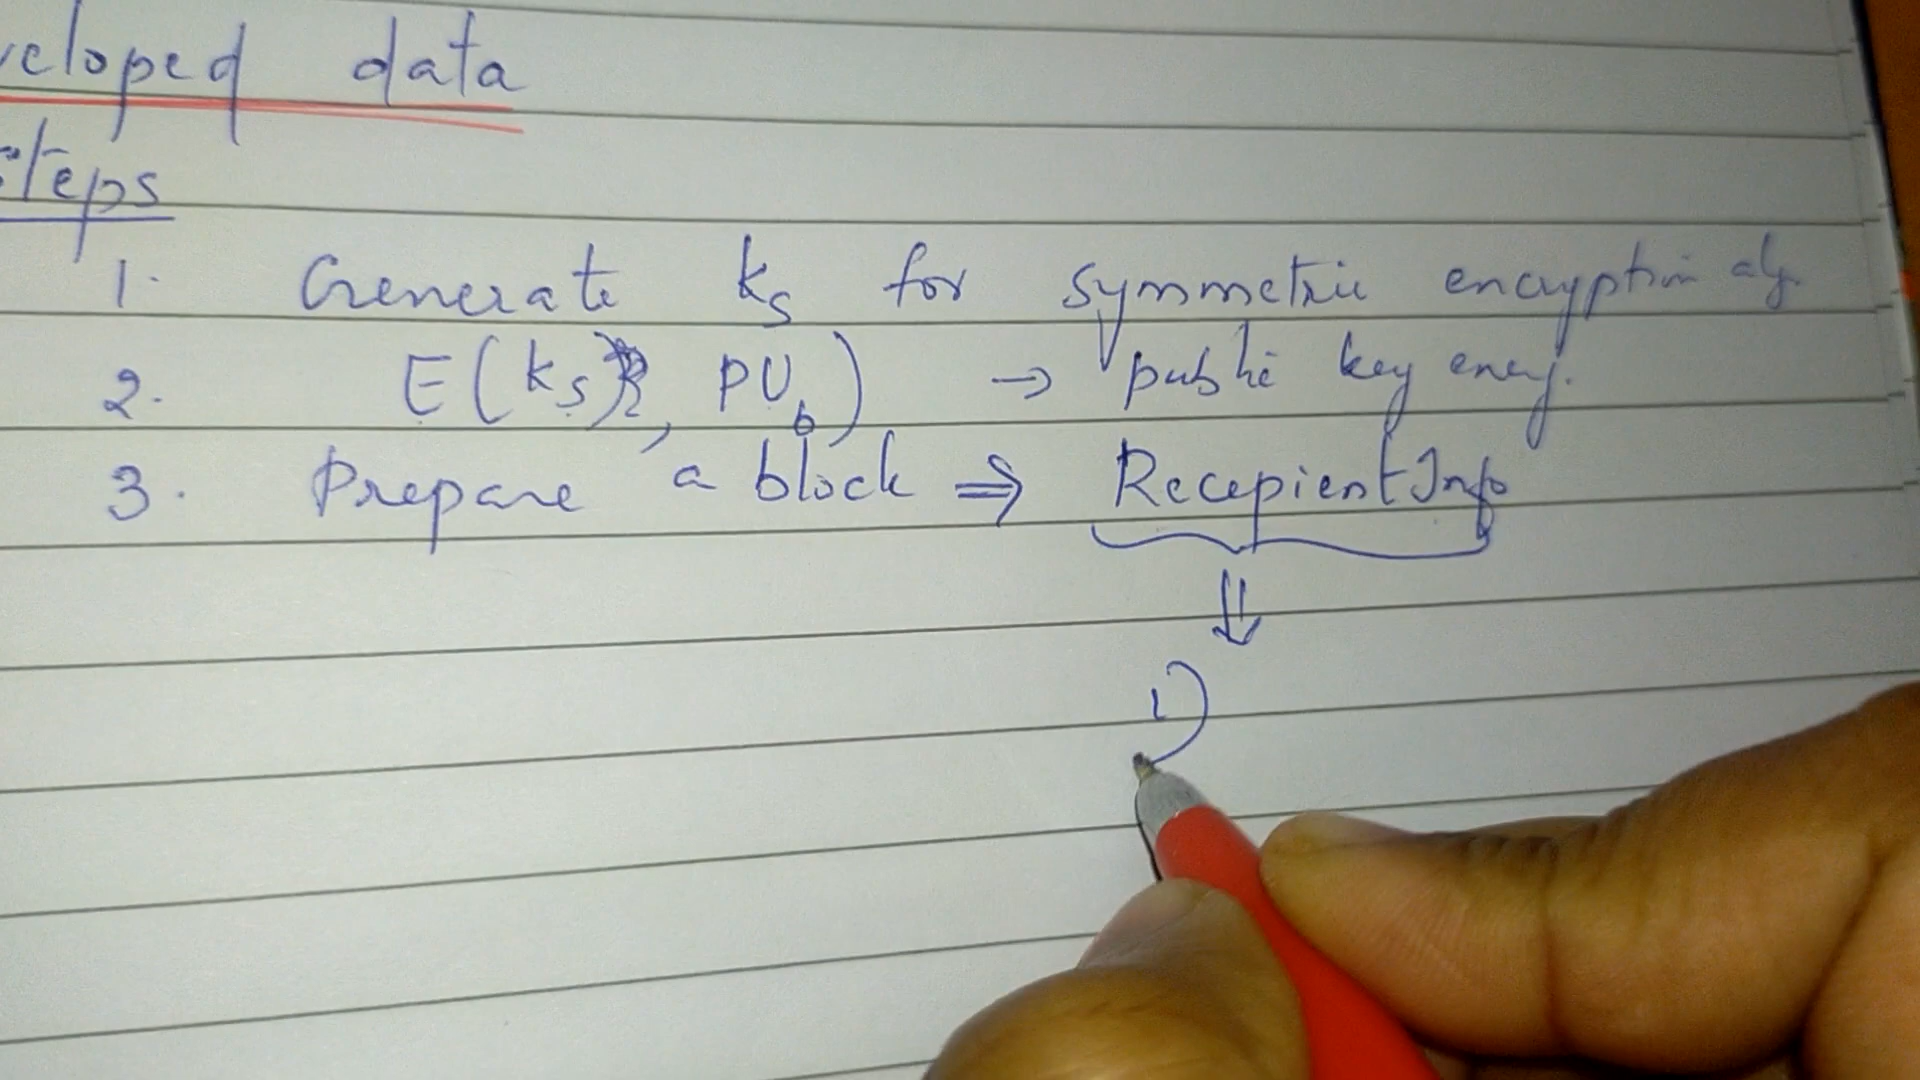 veloped data
steps
1. Generate ks for symmetric encryption alg.
2. E(ks, PUb) → public key ency.
3. Prepare a block ⇒ RecepientInfo
⇓
1)